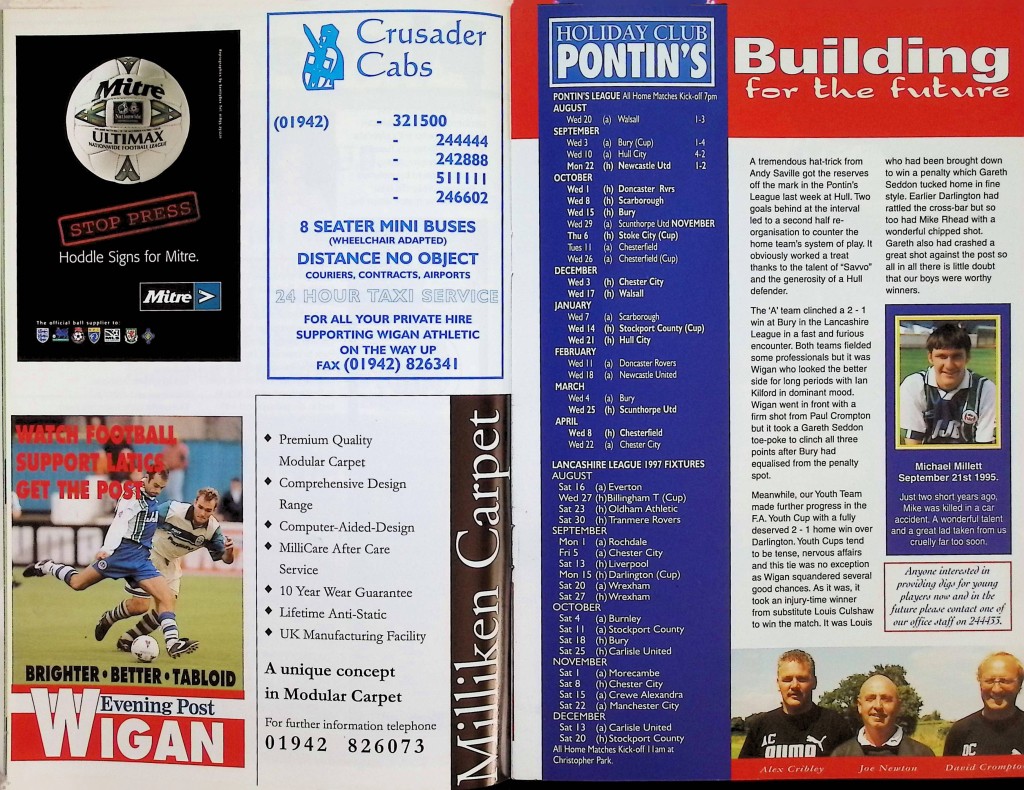 Mitre
Nationwide
ULTIMAX
NATIONWIDE FOOTBALL LEAGUE
STOP PRESS
Hoddle Signs for Mitre.
Mitre
The official ball supplier to:
Crusader
Cabs
(01942) - 321500
- 244444
- 242888
- 511111
- 246602
8 SEATER MINI BUSES
(WHEELCHAIR ADAPTED)
DISTANCE NO OBJECT
COURIERS, CONTRACTS, AIRPORTS
24 HOUR TAXI SERVICE
FOR ALL YOUR PRIVATE HIRE
SUPPORTING WIGAN ATHLETIC
ON THE WAY UP
FAX (01942) 826341
WATCH FOOTBALL
SUPPORT LATICS
GET THE POST
BRIGHTER • BETTER • TABLOID
Evening Post
WIGAN
◆ Premium Quality
Modular Carpet
◆ Comprehensive Design
Range
◆ Computer-Aided-Design
◆ MilliCare After Care
Service
◆ 10 Year Wear Guarantee
◆ Lifetime Anti-Static
◆ UK Manufacturing Facility
A unique concept
in Modular Carpet
For further information telephone
01942 826073
Milliken Carpet
HOLIDAY CLUB
PONTIN'S
PONTIN'S LEAGUE All Home Matches Kick-off 7pm
AUGUST
Wed 20 (a) Walsall 1-3
SEPTEMBER
Wed 3 (a) Bury (Cup) 1-4
Wed 10 (a) Hull City 4-2
Mon 22 (h) Newcastle Utd 1-2
OCTOBER
Wed 1 (h) Doncaster Rvrs
Wed 8 (h) Scarborough
Wed 15 (h) Bury
Wed 29 (a) Scunthorpe Utd NOVEMBER
Thu 6 (h) Stoke City (Cup)
Tues 11 (a) Chesterfield
Wed 26 (a) Chesterfield (Cup)
DECEMBER
Wed 3 (h) Chester City
Wed 17 (h) Walsall
JANUARY
Wed 7 (a) Scarborough
Wed 14 (h) Stockport County (Cup)
Wed 21 (h) Hull City
FEBRUARY
Wed 11 (a) Doncaster Rovers
Wed 18 (a) Newcastle United
MARCH
Wed 4 (a) Bury
Wed 25 (h) Scunthorpe Utd
APRIL
Wed 8 (h) Chesterfield
Wed 22 (a) Chester City
LANCASHIRE LEAGUE 1997 FIXTURES
AUGUST
Sat 16 (a) Everton
Wed 27 (h) Billingham T (Cup)
Sat 23 (h) Oldham Athletic
Sat 30 (h) Tranmere Rovers
SEPTEMBER
Mon 1 (a) Rochdale
Fri 5 (a) Chester City
Sat 13 (h) Liverpool
Mon 15 (h) Darlington (Cup)
Sat 20 (a) Wrexham
Sat 27 (h) Wrexham
OCTOBER
Sat 4 (a) Burnley
Sat 11 (a) Stockport County
Sat 18 (h) Bury
Sat 25 (h) Carlisle United
NOVEMBER
Sat 1 (a) Morecambe
Sat 8 (h) Chester City
Sat 15 (a) Crewe Alexandra
Sat 22 (a) Manchester City
DECEMBER
Sat 13 (a) Carlisle United
Sat 20 (h) Stockport County
All Home Matches Kick-off 11am at
Christopher Park.
Building
for the future
A tremendous hat-trick from
Andy Saville got the reserves
off the mark in the Pontin's
League last week at Hull. Two
goals behind at the interval
led to a second half re-
organisation to counter the
home team's system of play. It
obviously worked a treat
thanks to the talent of "Savvo"
and the generosity of a Hull
defender.
The 'A' team clinched a 2 - 1
win at Bury in the Lancashire
League in a fast and furious
encounter. Both teams fielded
some professionals but it was
Wigan who looked the better
side for long periods with Ian
Kilford in dominant mood.
Wigan went in front with a
firm shot from Paul Crompton
but it took a Gareth Seddon
toe-poke to clinch all three
points after Bury had
equalised from the penalty
spot.
Meanwhile, our Youth Team
made further progress in the
F.A. Youth Cup with a fully
deserved 2 - 1 home win over
Darlington. Youth Cups tend
to be tense, nervous affairs
and this tie was no exception
as Wigan squandered several
good chances. As it was, it
took an injury-time winner
from substitute Louis Culshaw
to win the match. It was Louis
who had been brought down
to win a penalty which Gareth
Seddon tucked home in fine
style. Earlier Darlington had
rattled the cross-bar but so
too had Mike Rhead with a
wonderful chipped shot.
Gareth also had crashed a
great shot against the post so
all in all there is little doubt
that our boys were worthy
winners.
Michael Millett
September 21st 1995.
Just two short years ago,
Mike was killed in a car
accident. A wonderful talent
and a great lad taken from us
cruelly far too soon.
Anyone interested in
providing digs for young
players now and in the
future please contact one of
our office staff on 244433.
AC
PUMA
DC
Alex Cribley Joe Newton David Crompto